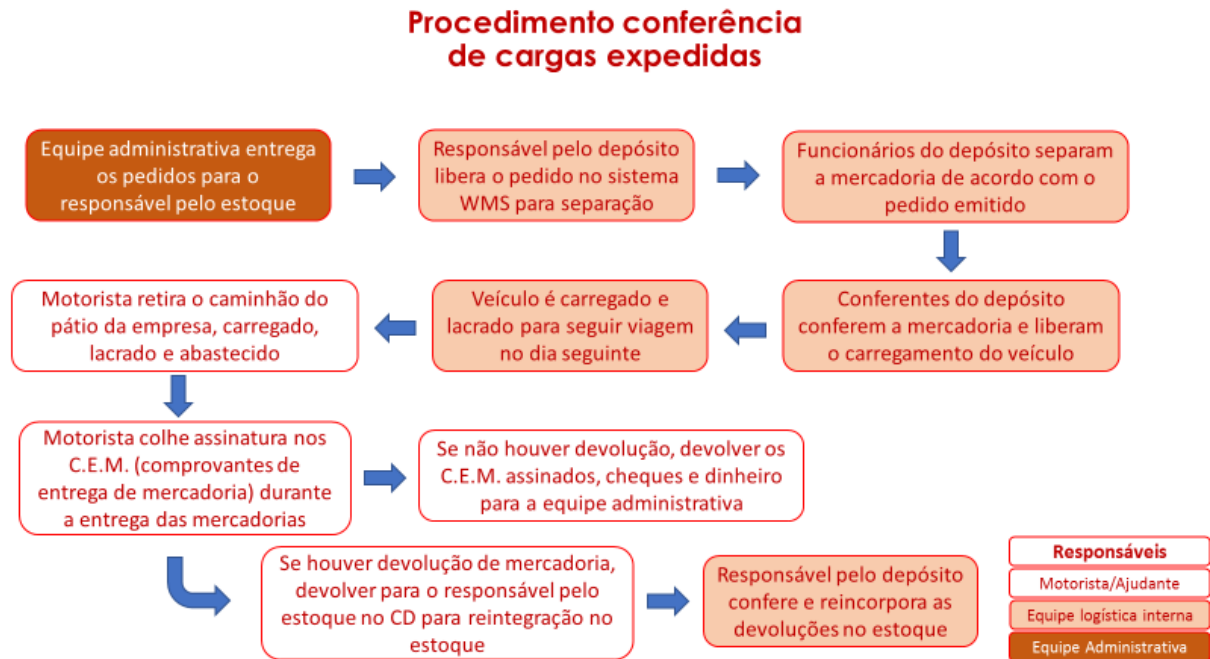 Procedimento conferência
de cargas expedidas
Equipe administrativa entrega
os pedidos para o
responsável pelo estoque
Responsável pelo depósito
libera o pedido no sistema
WMS para separação
Funcionários do depósito separam
a mercadoria de acordo com o
pedido emitido
Conferentes do depósito
conferem a mercadoria e liberam
o carregamento do veículo
Veículo é carregado e
lacrado para seguir viagem
no dia seguinte
Motorista retira o caminhão do
pátio da empresa, carregado,
lacrado e abastecido
Motorista colhe assinatura nos
C.E.M. (comprovantes de
entrega de mercadoria) durante
a entrega das mercadorias
Se não houver devolução, devolver os
C.E.M. assinados, cheques e dinheiro
para a equipe administrativa
Se houver devolução de mercadoria,
devolver para o responsável pelo
estoque no CD para reintegração no
estoque
Responsável pelo depósito
confere e reincorpora as
devoluções no estoque
Responsáveis
Motorista/Ajudante
Equipe logística interna
Equipe Administrativa